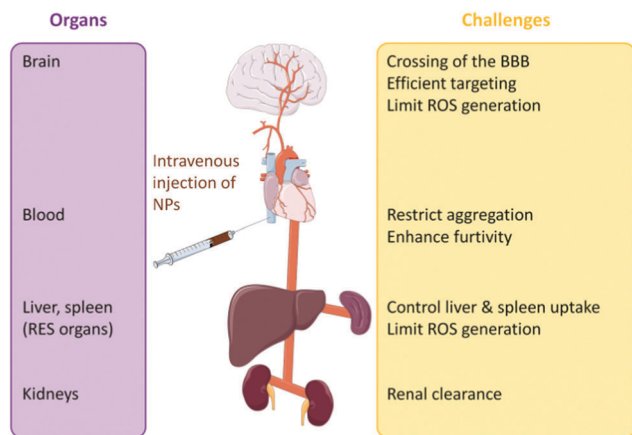 Organs
Challenges
Brain
Crossing of the BBB
Efficient targeting
Limit ROS generation
Intravenous
injection of
NPs
Blood
Restrict aggregation
Enhance furtivity
Liver, spleen
(RES organs)
Control liver & spleen uptake
Limit ROS generation
Kidneys
Renal clearance